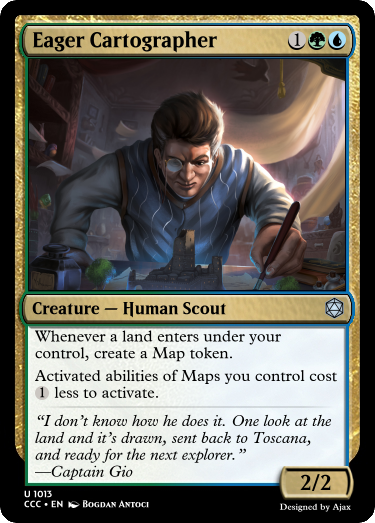 Eager Cartographer 1
Creature — Human Scout
Whenever a land enters under your
control, create a Map token.
Activated abilities of Maps you control cost
1 less to activate.
“I don't know how he does it. One look at the
land and it's drawn, sent back to Toscana,
and ready for the next explorer.”
—Captain Gio
2/2
U 1013
CCC • EN Bogdan Antoci
Designed by Ajax